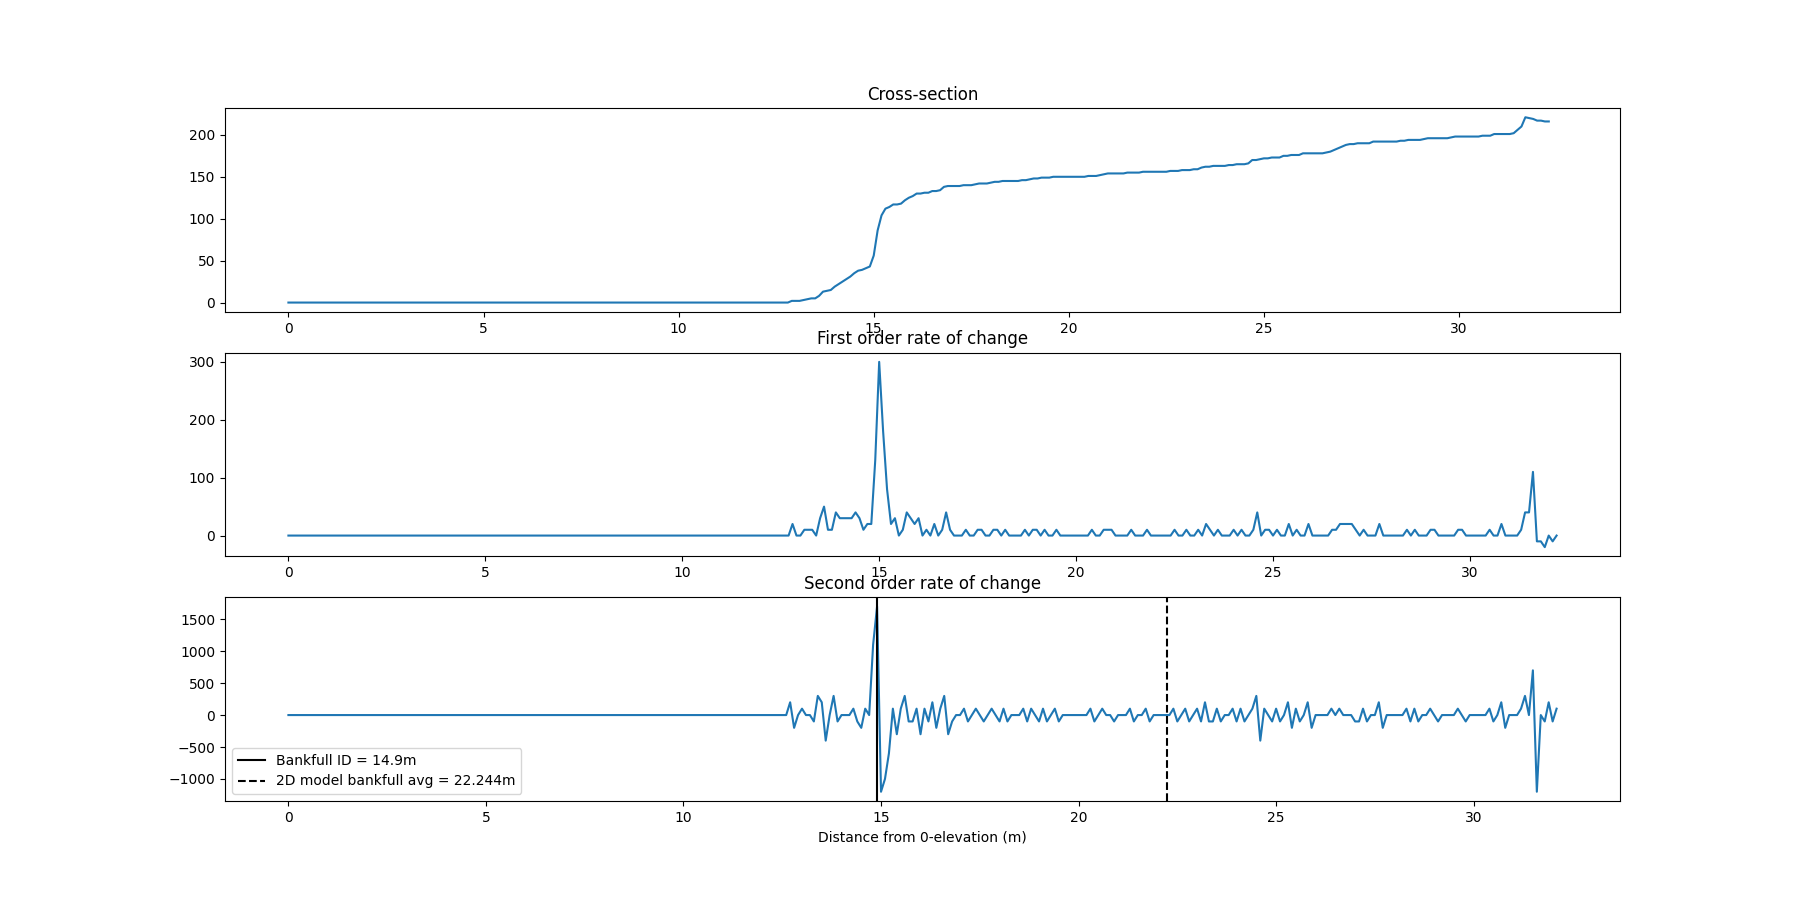 Cross-section
200
150
100
50
0
0 5 10 15 20 25 30
First order rate of change
300
200
100
0
0 5 10 15 20 25 30
Second order rate of change
1500
1000
500
0
−500
−1000
Bankfull ID = 14.9m
2D model bankfull avg = 22.244m
0 5 10 15 20 25 30
Distance from 0-elevation (m)